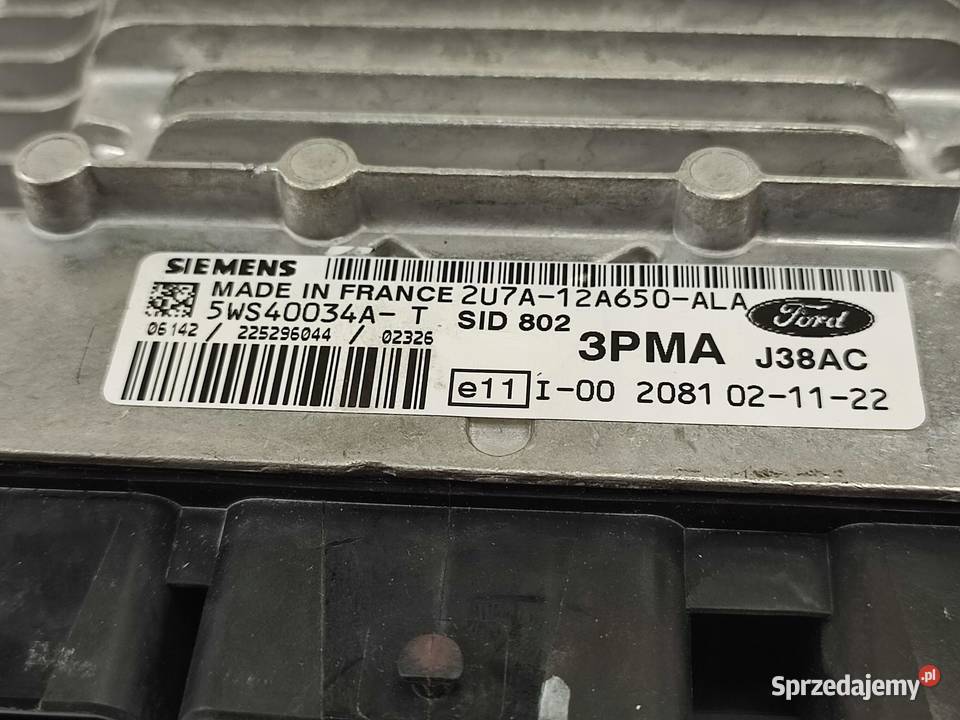 SIEMENS
MADE IN FRANCE 2U7A-12A650-ALA
5WS40034A- T SID 802 Ford
06142 / 225296044 / 02326 3PMA J38AC
e11 I-00 2081 02-11-22
Sprzedajemy.pl